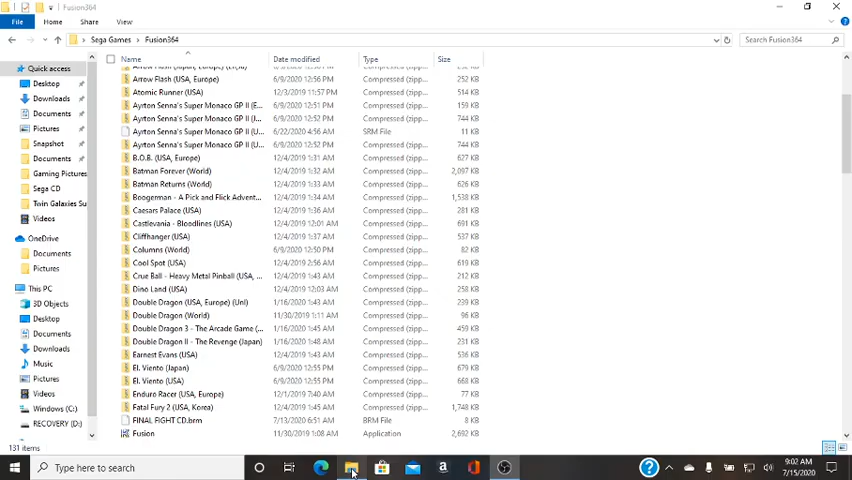 Fusion364
File Home Share View
Sega Games Fusion364 Search Fusion364
Name Date modified Type Size
Quick access
Desktop
Downloads
Documents
Pictures
Snapshot
Documents
Gaming Pictures
Sega CD
Twin Galaxies Su
Videos
OneDrive
Documents
Pictures
This PC
3D Objects
Desktop
Documents
Downloads
Music
Pictures
Videos
Windows (C:)
RECOVERY (D:)
Arrow Flash (USA, Europe) 6/9/2020 12:56 PM Compressed (zipp... 252 KB
Atomic Runner (USA) 12/3/2019 11:57 PM Compressed (zipp... 514 KB
Ayrton Senna's Super Monaco GP II (E... 6/9/2020 12:51 PM Compressed (zipp... 159 KB
Ayrton Senna's Super Monaco GP II (J... 6/9/2020 12:52 PM Compressed (zipp... 744 KB
Ayrton Senna's Super Monaco GP II (U... 6/22/2020 4:56 AM SRM File 11 KB
Ayrton Senna's Super Monaco GP II (U... 6/9/2020 12:52 PM Compressed (zipp... 744 KB
B.O.B. (USA, Europe) 12/4/2019 1:31 AM Compressed (zipp... 627 KB
Batman Forever (World) 12/4/2019 1:32 AM Compressed (zipp... 2,097 KB
Batman Returns (World) 12/4/2019 1:33 AM Compressed (zipp... 626 KB
Boogerman - A Pick and Flick Advent... 12/4/2019 1:34 AM Compressed (zipp... 1,538 KB
Caesars Palace (USA) 12/4/2019 1:36 AM Compressed (zipp... 281 KB
Castlevania - Bloodlines (USA) 12/4/2019 12:01 AM Compressed (zipp... 423 KB
Cliffhanger (USA) 12/4/2019 1:37 AM Compressed (zipp... 537 KB
Columns (World) 6/9/2020 12:50 PM Compressed (zipp... 82 KB
Cool Spot (USA) 12/4/2019 12:56 AM Compressed (zipp... 619 KB
Crue Ball - Heavy Metal Pinball (USA, ... 12/4/2019 1:43 AM Compressed (zipp... 212 KB
Dino Land (USA) 12/4/2019 12:03 AM Compressed (zipp... 258 KB
Double Dragon (USA, Europe) (Unl) 1/16/2020 1:43 AM Compressed (zipp... 239 KB
Double Dragon (World) 11/30/2019 1:11 AM Compressed (zipp... 96 KB
Double Dragon 3 - The Arcade Game (... 1/16/2020 1:45 AM Compressed (zipp... 459 KB
Double Dragon II - The Revenge (Japan) 1/16/2020 1:48 AM Compressed (zipp... 231 KB
Earnest Evans (USA) 12/4/2019 1:43 AM Compressed (zipp... 536 KB
El. Viento (Japan) 6/9/2020 12:55 PM Compressed (zipp... 668 KB
El. Viento (USA) 6/9/2020 12:55 PM Compressed (zipp... 668 KB
Enduro Racer (USA, Europe) 12/1/2019 7:40 AM Compressed (zipp... 77 KB
Fatal Fury 2 (USA, Korea) 12/4/2019 1:45 AM Compressed (zipp... 1,748 KB
FINAL FIGHT CD.brm 7/13/2020 6:51 AM BRM File 8 KB
Fusion 11/30/2019 1:08 AM Application 2,692 KB
131 items
Type here to search
9:02 AM
7/15/2020